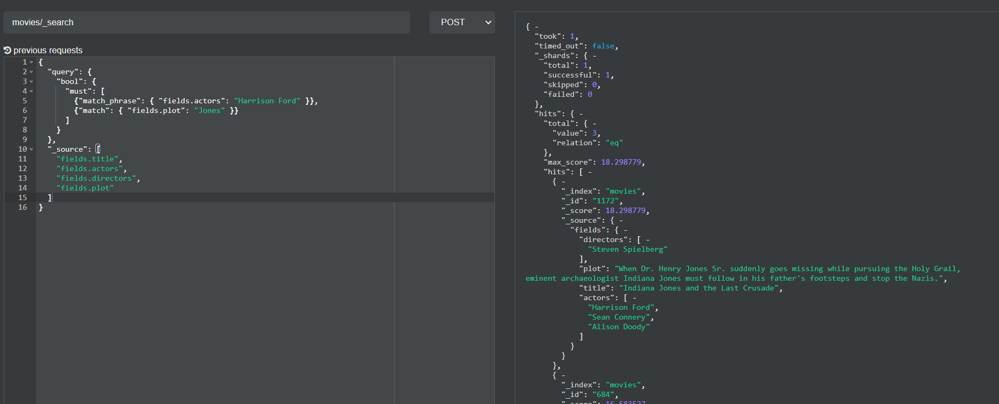 movies/_search
POST
previous requests
1 {
2 "query": {
3 "bool": {
4 "must": [
5 {"match_phrase": { "fields.actors": "Harrison Ford" }},
6 {"match": { "fields.plot": "Jones" }}
7 ]
8 }
9 },
10 "_source": [
11 "fields.title",
12 "fields.actors",
13 "fields.directors",
14 "fields.plot"
15 ]
16 }
{ -
"took": 1,
"timed_out": false,
"_shards": { -
"total": 1,
"successful": 1,
"skipped": 0,
"failed": 0
},
"hits": { -
"total": { -
"value": 3,
"relation": "eq"
},
"max_score": 18.298779,
"hits": [ -
{ -
"_index": "movies",
"_id": "1172",
"_score": 18.298779,
"_source": { -
"fields": { -
"directors": [ -
"Steven Spielberg"
],
"plot": "When Dr. Henry Jones Sr. suddenly goes missing while pursuing the Holy Grail,
eminent archaeologist Indiana Jones must follow in his father's footsteps and stop the Nazis.",
"title": "Indiana Jones and the Last Crusade",
"actors": [ -
"Harrison Ford",
"Sean Connery",
"Alison Doody"
]
}
}
},
{ -
"_index": "movies",
"_id": "684",
"_score": 16.583527,